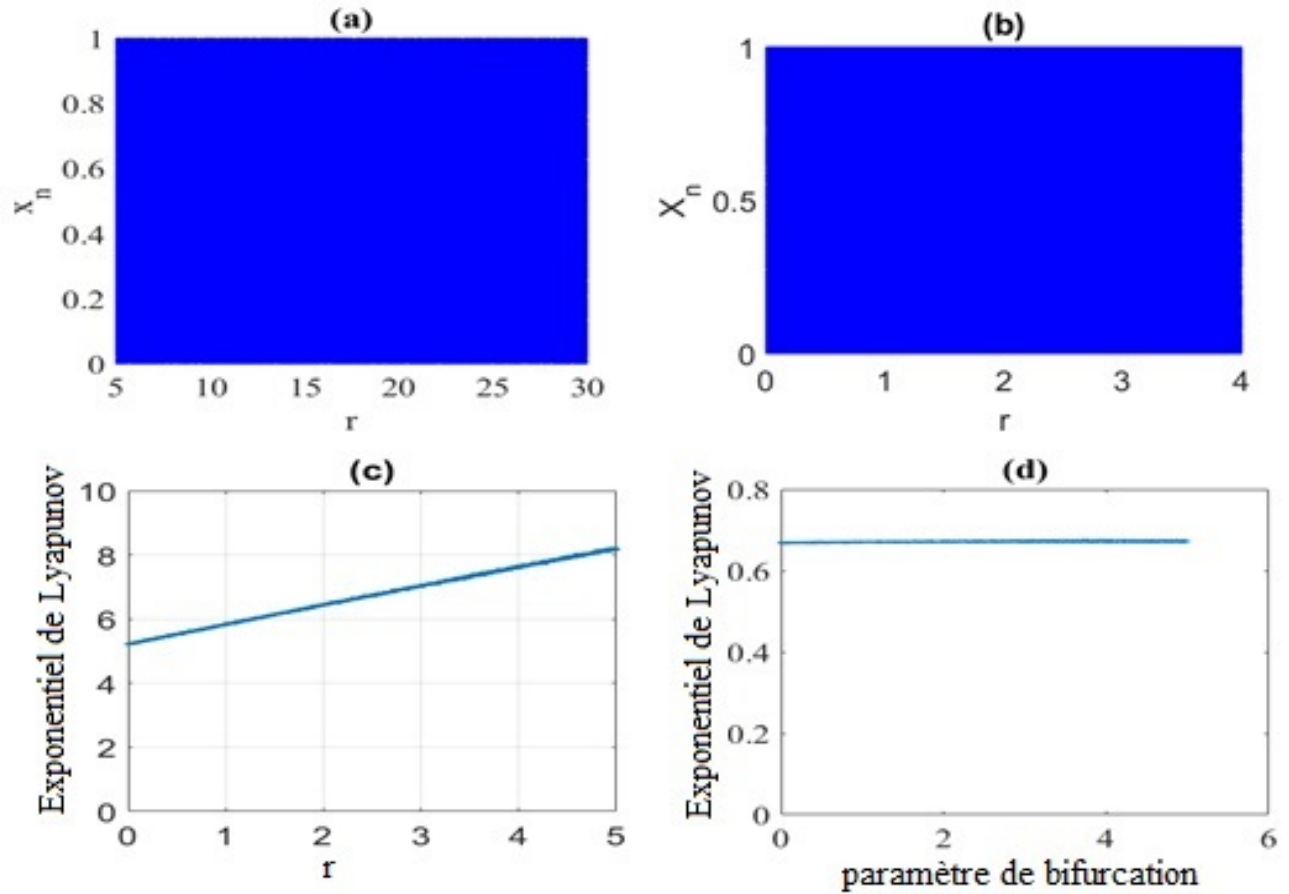 (a)
1
0.8
0.6
0.4
0.2
0
x_n
5 10 15 20 25 30
r
(b)
1
0.5
0
X_n
0 1 2 3 4
r
(c)
10
8
6
4
2
0
Exponentiel de Lyapunov
0 1 2 3 4 5
r
(d)
0.8
0.6
0.4
0.2
0
Exponentiel de Lyapunov
0 2 4 6
paramètre de bifurcation